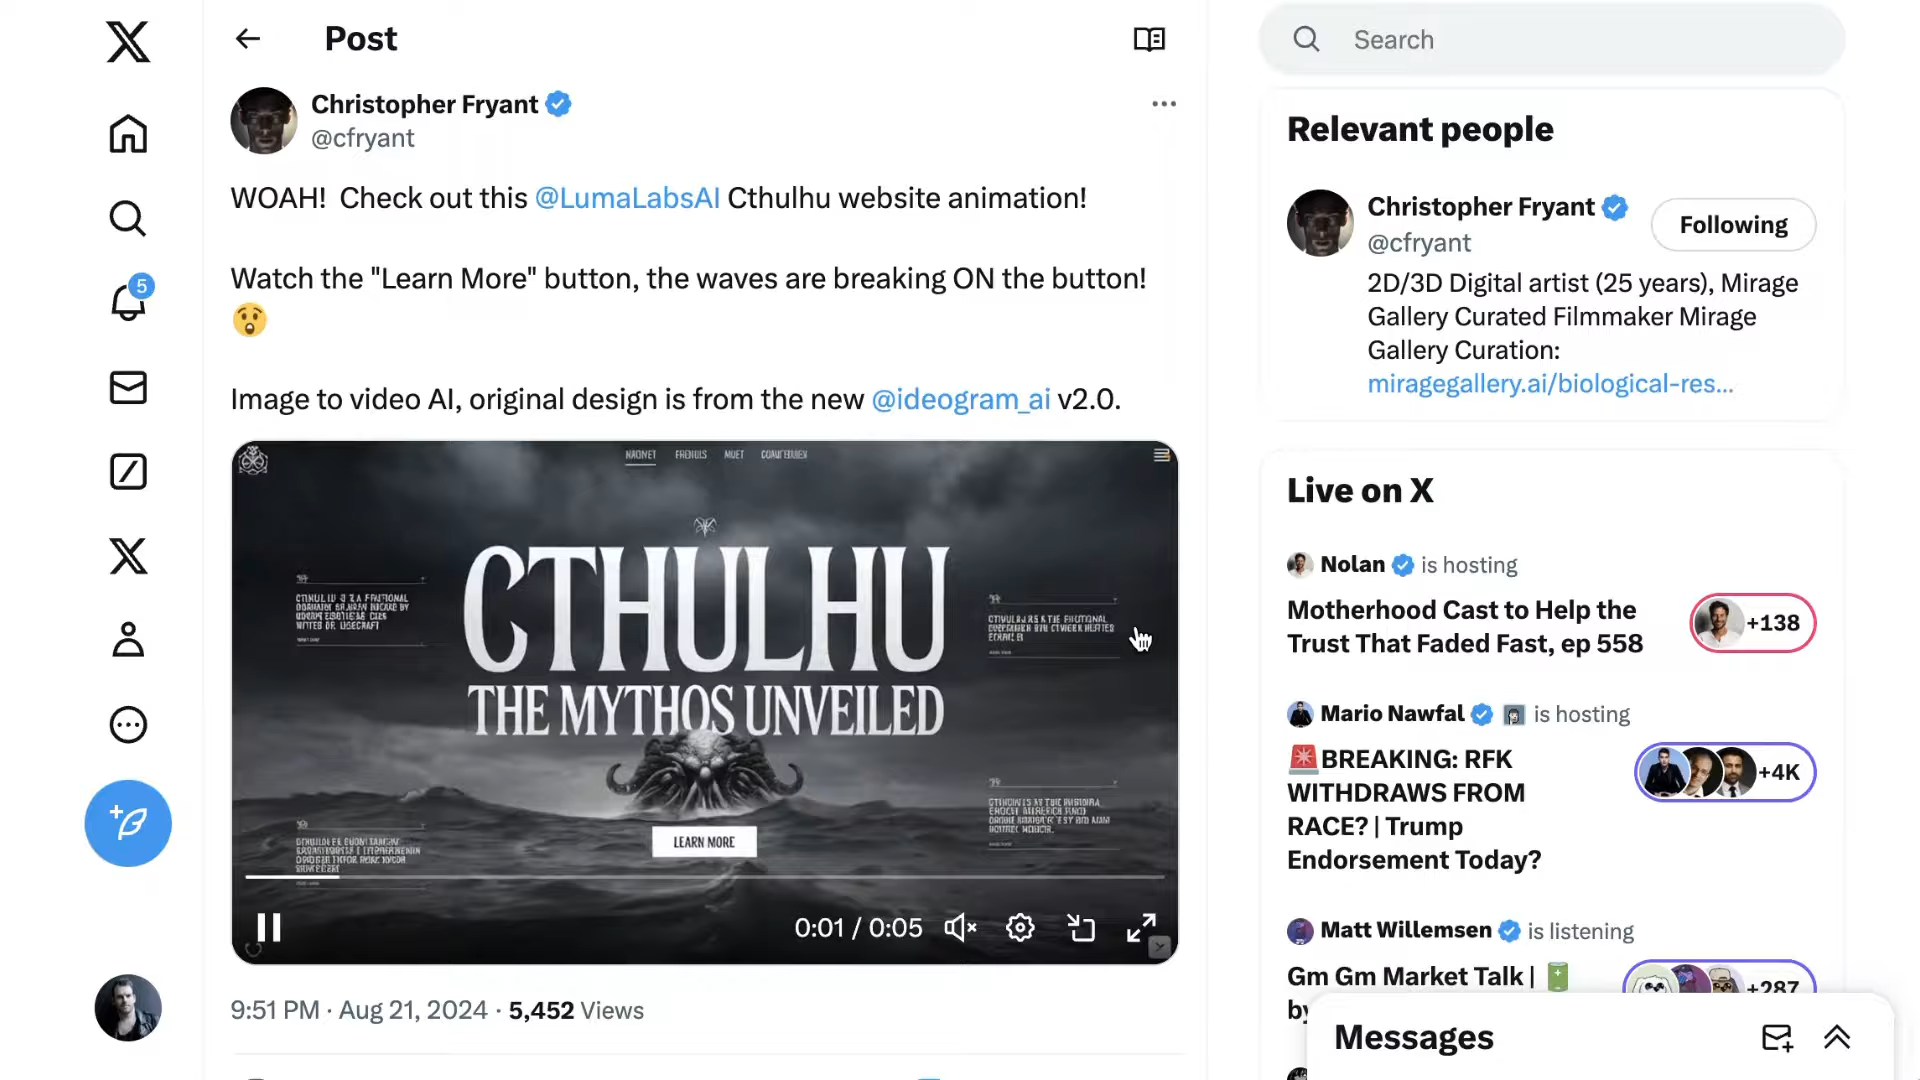 Post
Search
Christopher Fryant
@cfryant
WOAH! Check out this @LumaLabsAI Cthulhu website animation!
Watch the "Learn More" button, the waves are breaking ON the button!
😲
Image to video AI, original design is from the new @ideogram_ai v2.0.
CTHULHU
THE MYTHOS UNVEILED
LEARN MORE
0:01 / 0:05
9:51 PM · Aug 21, 2024 · 5,452 Views
5
Relevant people
Christopher Fryant
@cfryant
Following
2D/3D Digital artist (25 years), Mirage
Gallery Curated Filmmaker Mirage
Gallery Curation:
miragegallery.ai/biological-res...
Live on X
Nolan is hosting
Motherhood Cast to Help the
Trust That Faded Fast, ep 558
+138
Mario Nawfal is hosting
🚨BREAKING: RFK
WITHDRAWS FROM
RACE? | Trump
Endorsement Today?
+4K
Matt Willemsen is listening
Gm Gm Market Talk | 🔋
+287
by
Messages